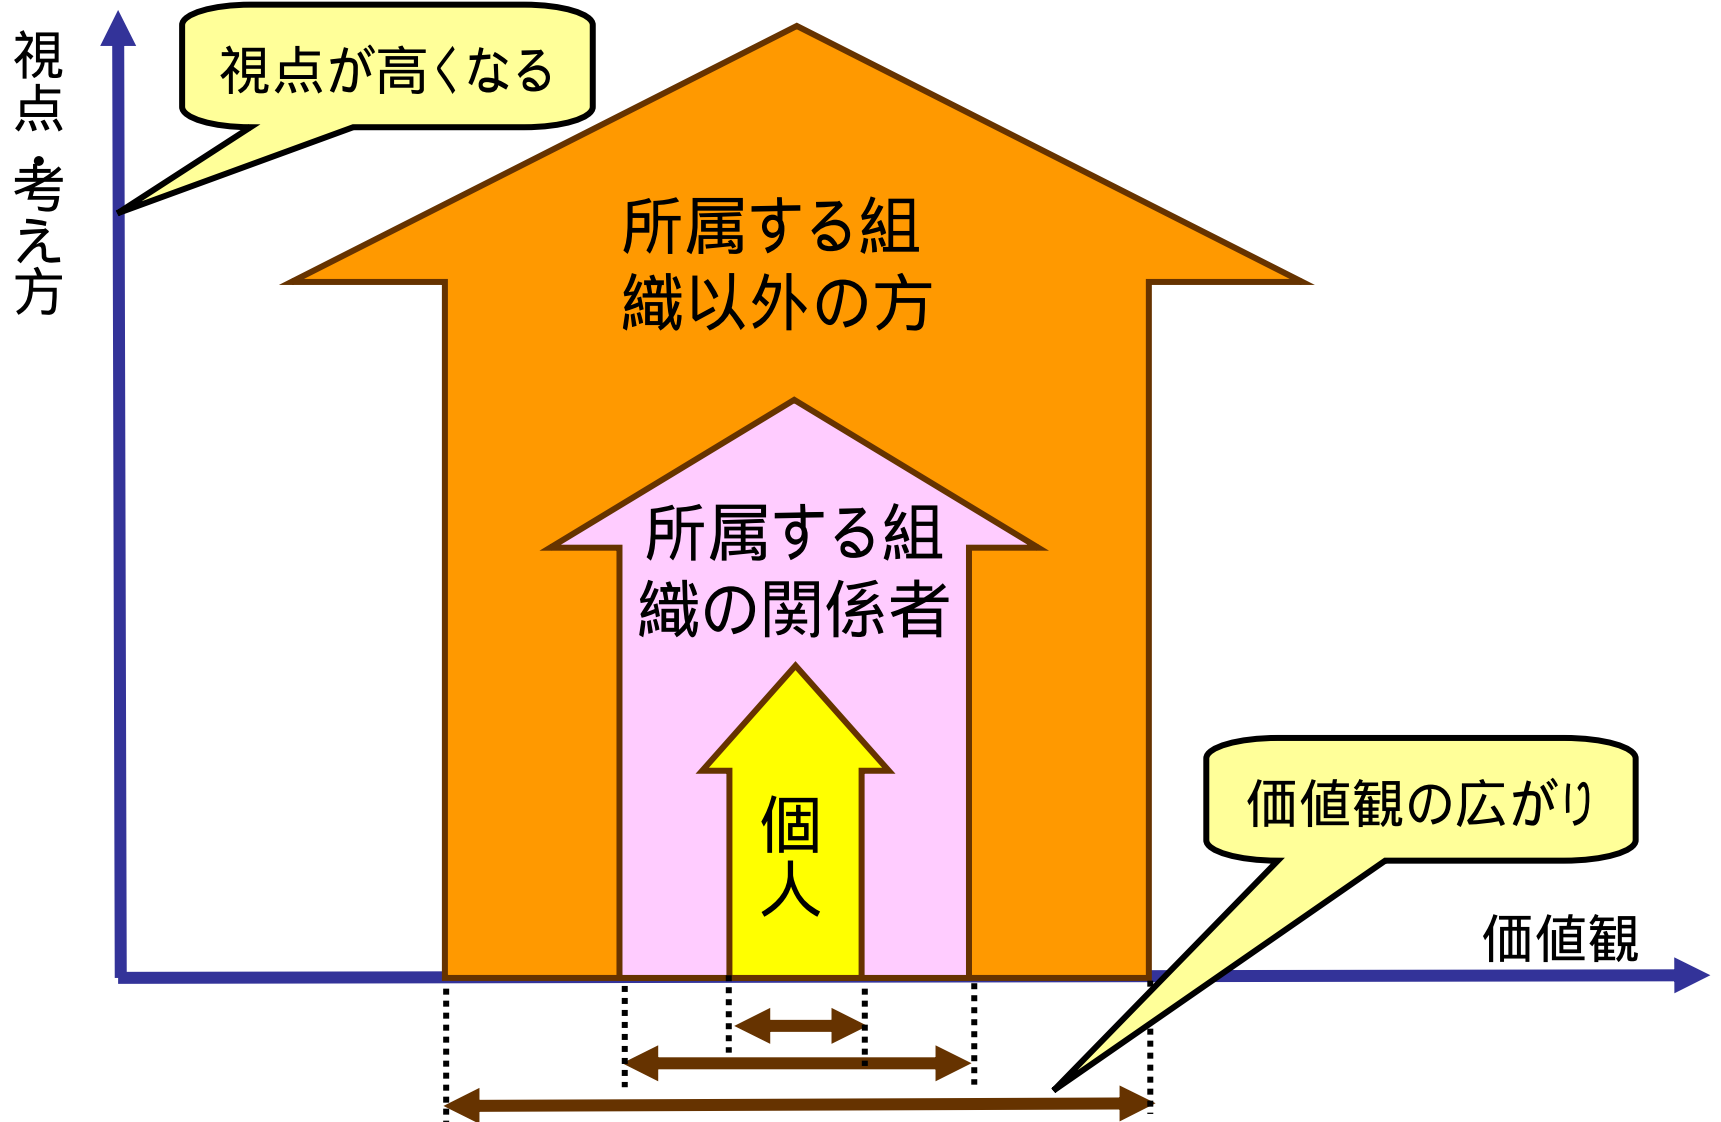 視点・考え方
視点が高くなる
所属する組
織以外の方
所属する組
織の関係者
個
人
価値観の広がり
価値観